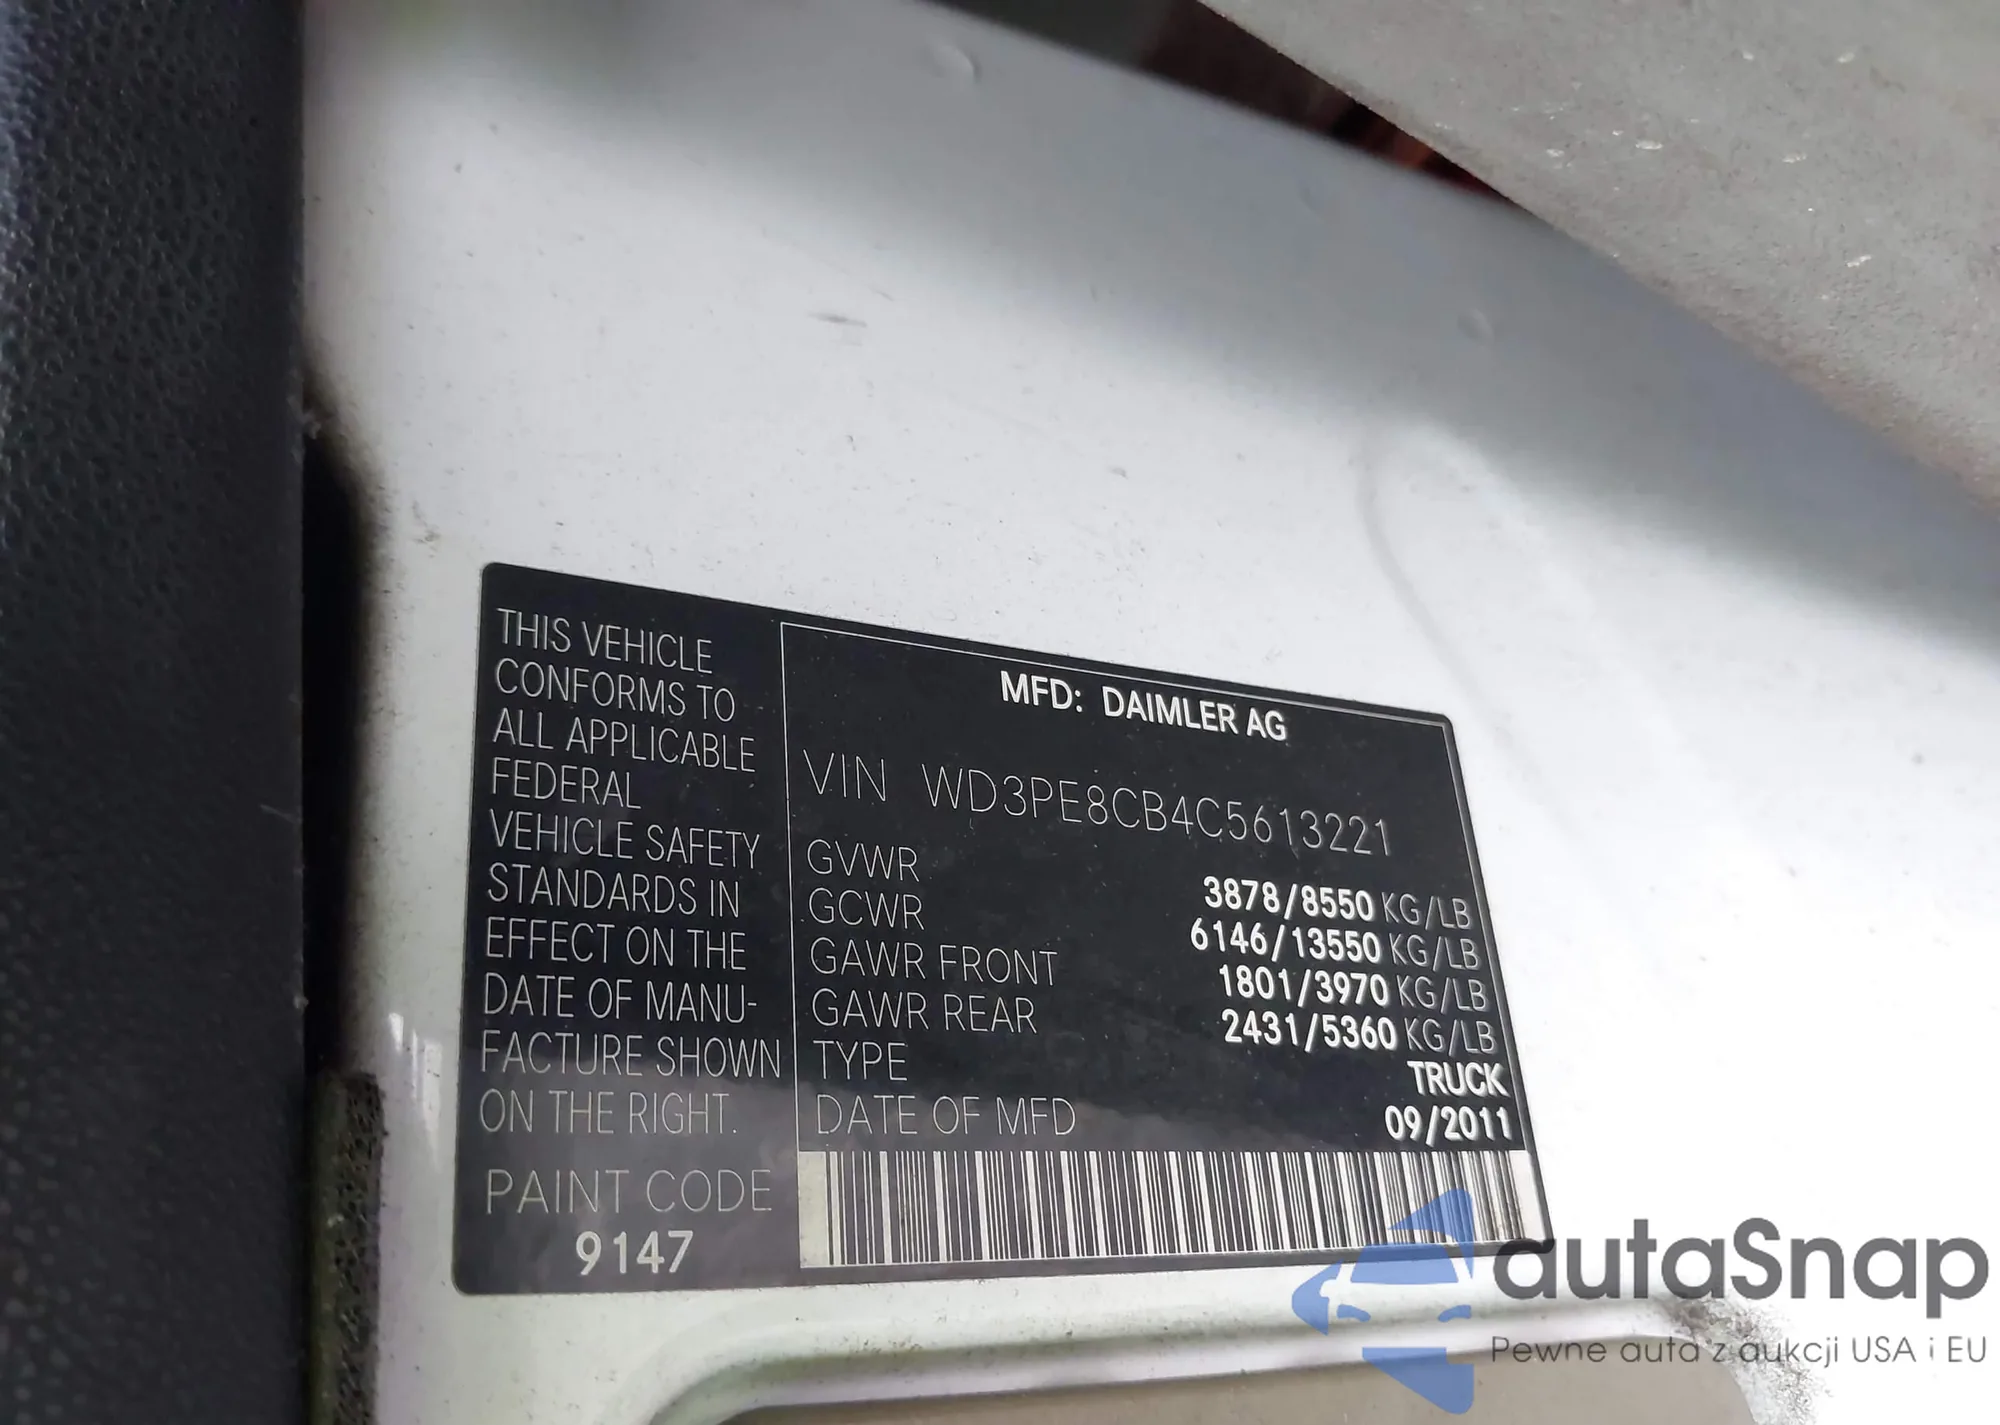 THIS VEHICLE
CONFORMS TO
ALL APPLICABLE
FEDERAL
VEHICLE SAFETY
STANDARDS IN
EFFECT ON THE
DATE OF MANU-
FACTURE SHOWN
ON THE RIGHT.
PAINT CODE
9147
MFD: DAIMLER AG
VIN WD3PE8CB4C5613221
GVWR 3878/8550 KG/LB
GCWR 6146/13550 KG/LB
GAWR FRONT 1801/3970 KG/LB
GAWR REAR 2431/5360 KG/LB
TYPE TRUCK
DATE OF MFD 09/2011
autaSnap
Pewne auta z aukcji USA i EU